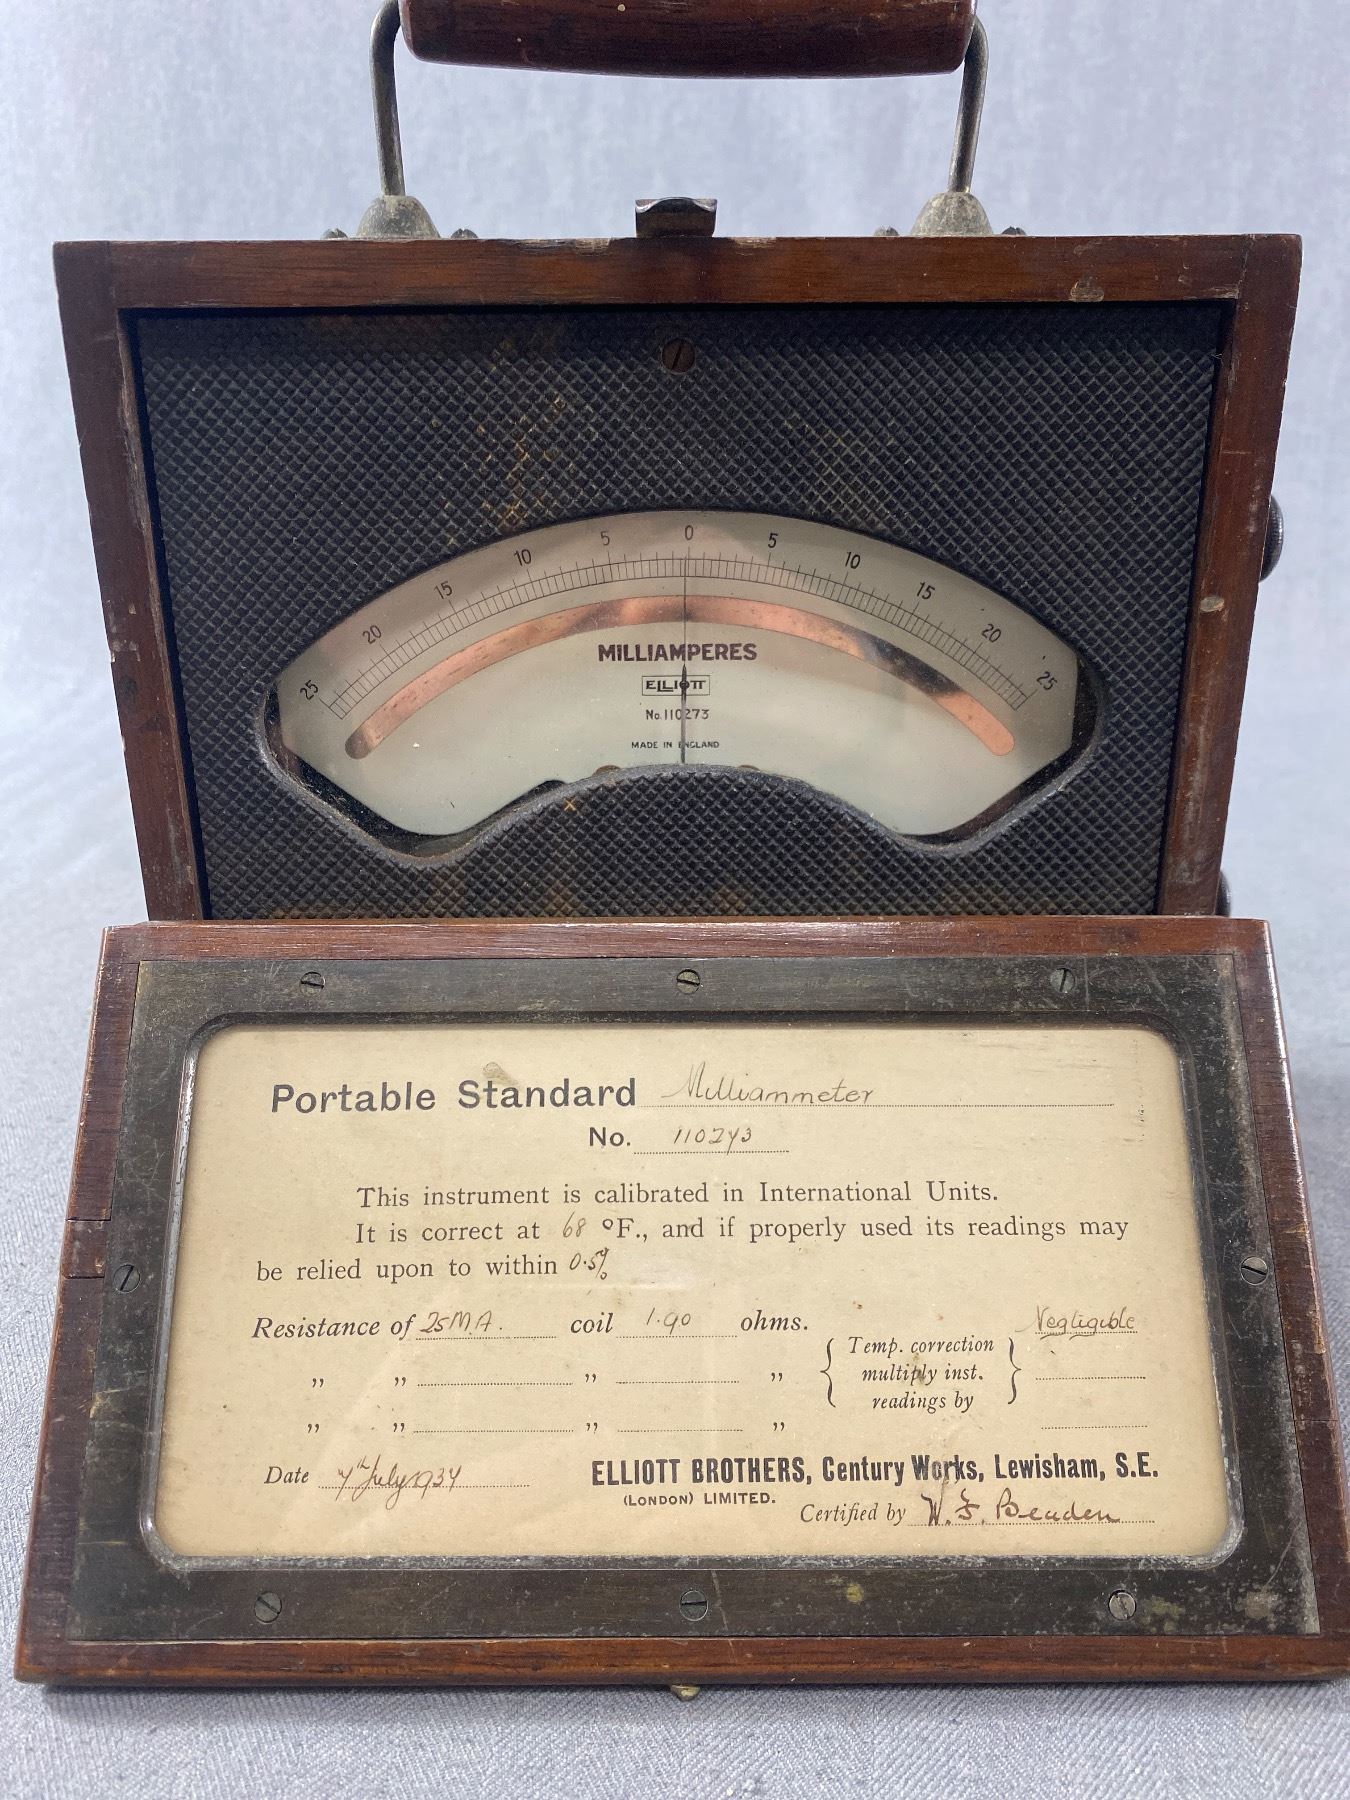 25 20 15 10 5 0 5 10 15 20 25
MILLIAMPERES
ELLIOTT
No. 110273
MADE IN ENGLAND
Portable Standard Milliammeter
No. 110273
This instrument is calibrated in International Units.
It is correct at 68 °F., and if properly used its readings may
be relied upon to within 0.5%
Resistance of 25 M.A. coil 1.90 ohms. Negligible
Temp. correction
„ „ „ „ { multiply inst. }
readings by
„ „ „ „
Date 7th July 1934 ELLIOTT BROTHERS, Century Works, Lewisham, S.E.
(LONDON) LIMITED.
Certified by W. F. Beaden